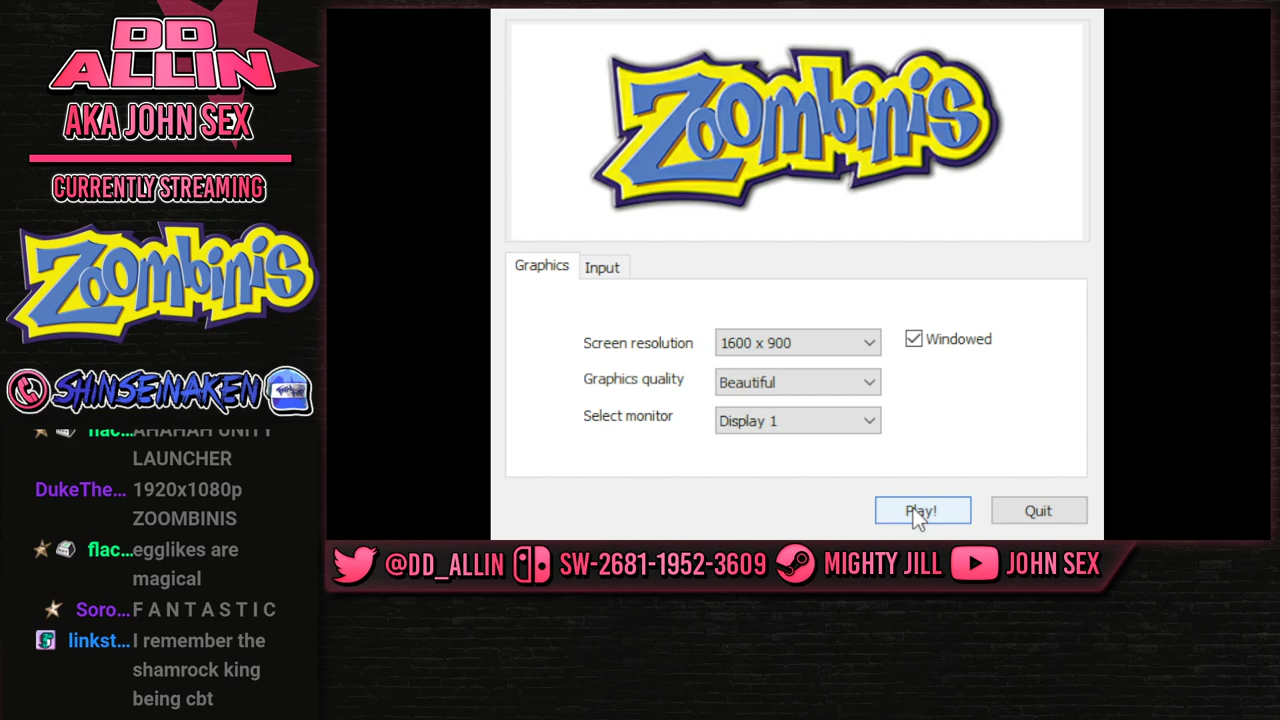 DD
ALLIN
AKA JOHN SEX
CURRENTLY STREAMING
Zoombinis
SHINSEINAKEN
flac...AHAHAH UNITY
LAUNCHER
DukeThe... 1920x1080p
ZOOMBINIS
flac...egglikes are
magical
Soro...F A N T A S T I C
linkst...I remember the
shamrock king
being cbt
Zoombinis
Graphics
Input
Screen resolution
1600 x 900
Windowed
Graphics quality
Beautiful
Select monitor
Display 1
Play!
Quit
@DD_ALLIN
SW-2681-1952-3609
MIGHTY JILL
JOHN SEX